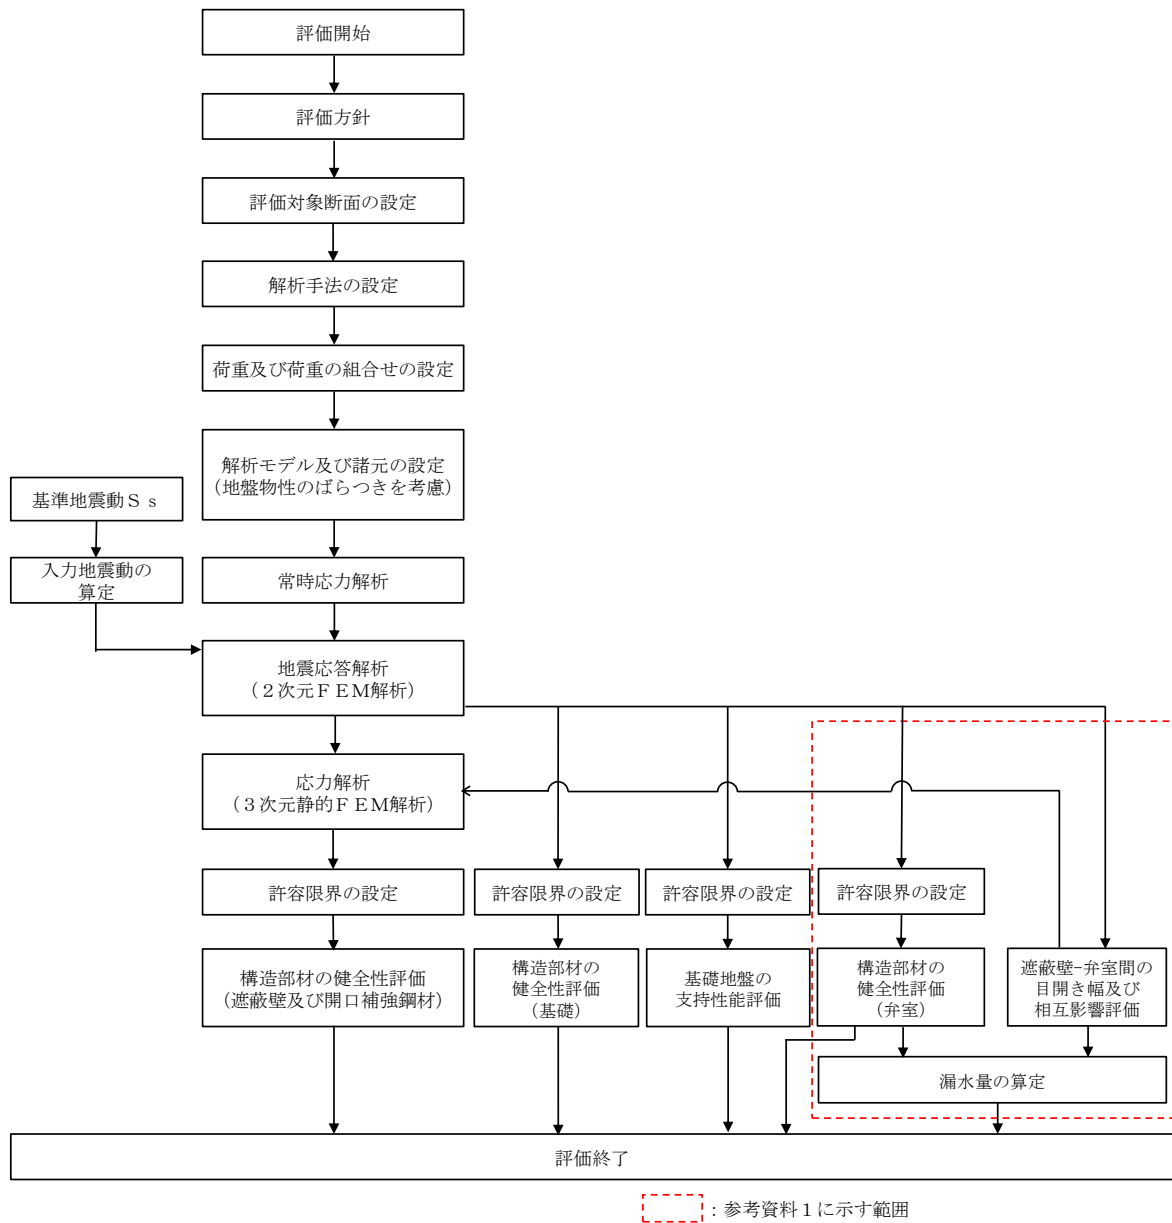 評価開始
評価方針
評価対象断面の設定
解析手法の設定
荷重及び荷重の組合せの設定
解析モデル及び諸元の設定
(地盤物性のばらつきを考慮)
基準地震動Ｓｓ
入力地震動の
算定
常時応力解析
地震応答解析
(２次元ＦＥＭ解析)
応力解析
(３次元静的ＦＥＭ解析)
許容限界の設定
許容限界の設定
許容限界の設定
許容限界の設定
構造部材の健全性評価
(遮蔽壁及び開口補強鋼材)
構造部材の
健全性評価
(基礎)
基礎地盤の
支持性能評価
構造部材の
健全性評価
(弁室)
遮蔽壁−弁室間の
目開き幅及び
相互影響評価
漏水量の算定
評価終了
：参考資料１に示す範囲